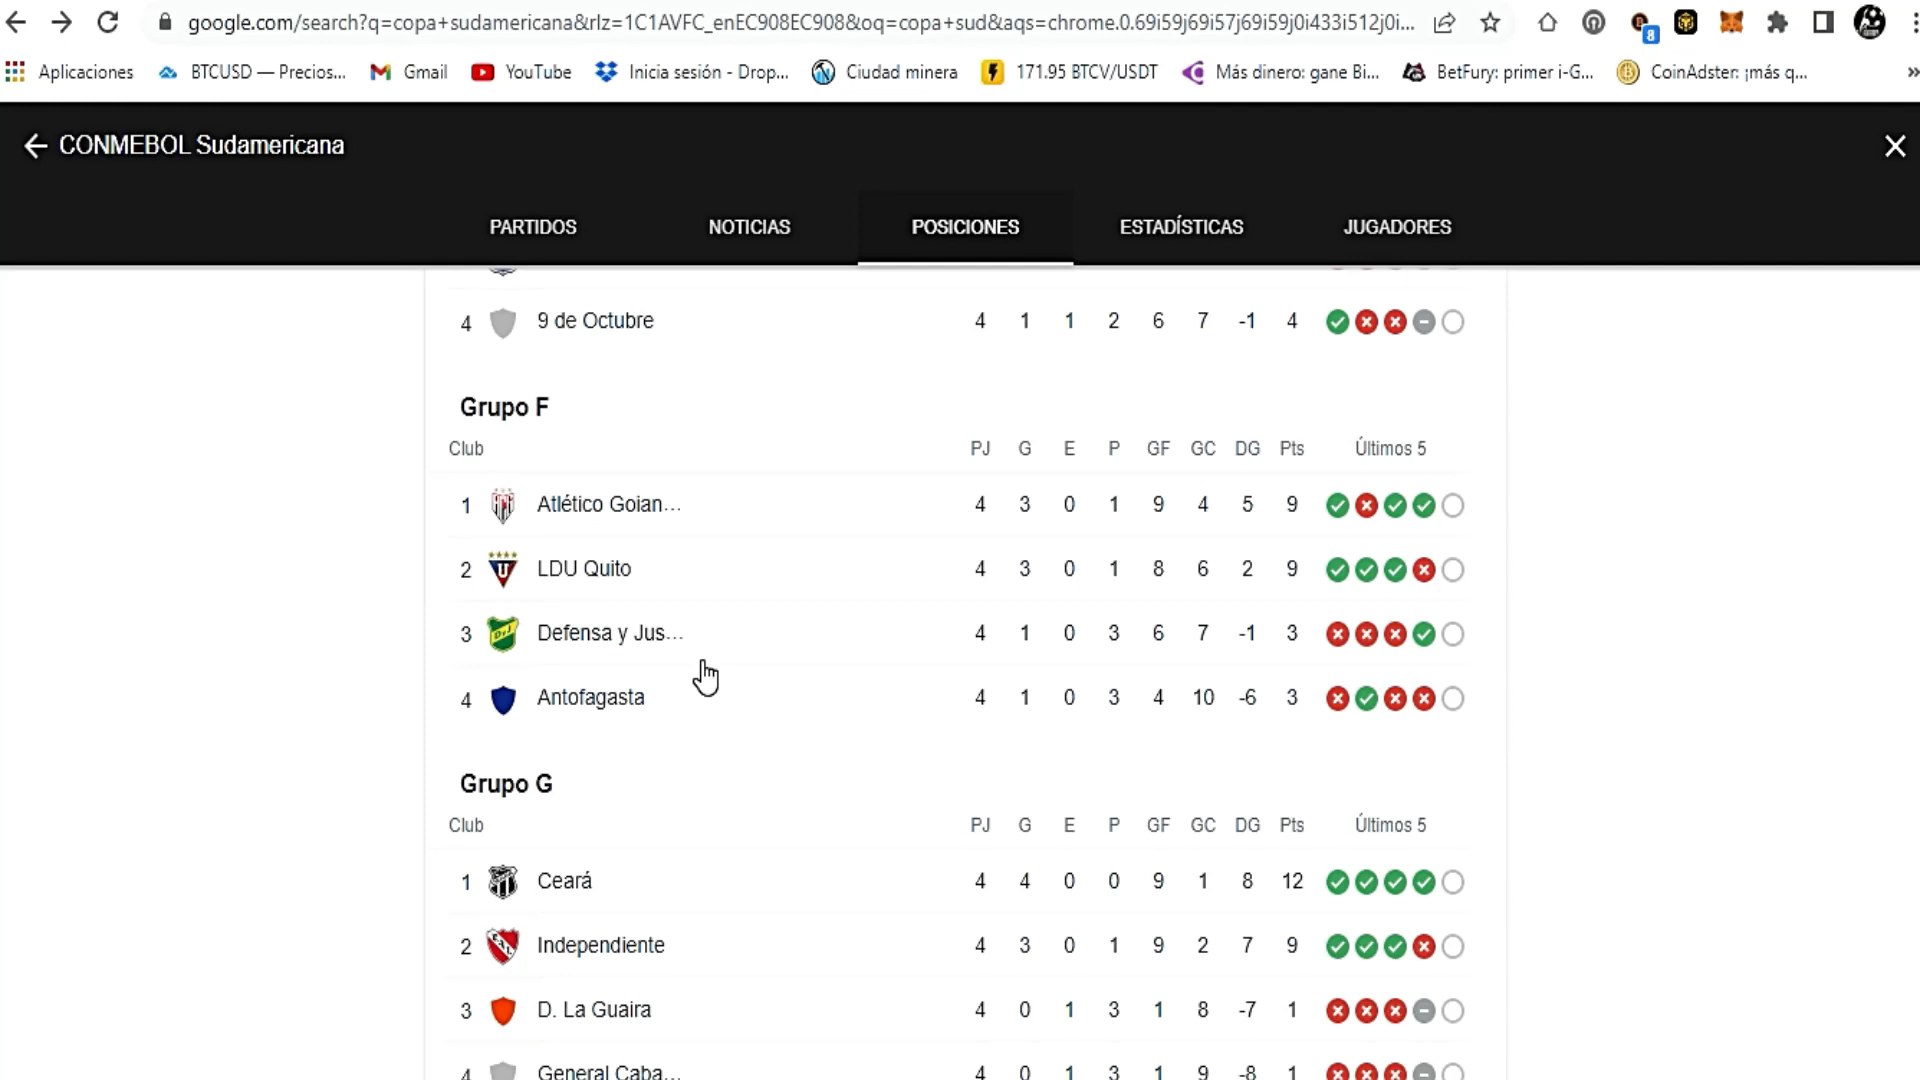 google.com/search?q=copa+sudamericana&rlz=1C1AVFC_enEC908EC908&oq=copa+sud&aqs=chrome.0.69i59j69i57j69i59j0i433i512j0i...
8
Aplicaciones BTCUSD — Precios... Gmail YouTube Inicia sesión - Drop... Ciudad minera 171.95 BTCV/USDT Más dinero: gane Bi... BetFury: primer i-G... CoinAdster: ¡más q... »
CONMEBOL Sudamericana
PARTIDOS NOTICIAS POSICIONES ESTADÍSTICAS JUGADORES
4 9 de Octubre 4 1 1 2 6 7 -1 4
Grupo F
Club PJ G E P GF GC DG Pts Últimos 5
1 Atlético Goian... 4 3 0 1 9 4 5 9
2 LDU Quito 4 3 0 1 8 6 2 9
3 Defensa y Jus... 4 1 0 3 6 7 -1 3
4 Antofagasta 4 1 0 3 4 10 -6 3
Grupo G
Club PJ G E P GF GC DG Pts Últimos 5
1 Ceará 4 4 0 0 9 1 8 12
2 Independiente 4 3 0 1 9 2 7 9
3 D. La Guaira 4 0 1 3 1 8 -7 1
4 General Caba... 4 0 1 3 1 9 -8 1